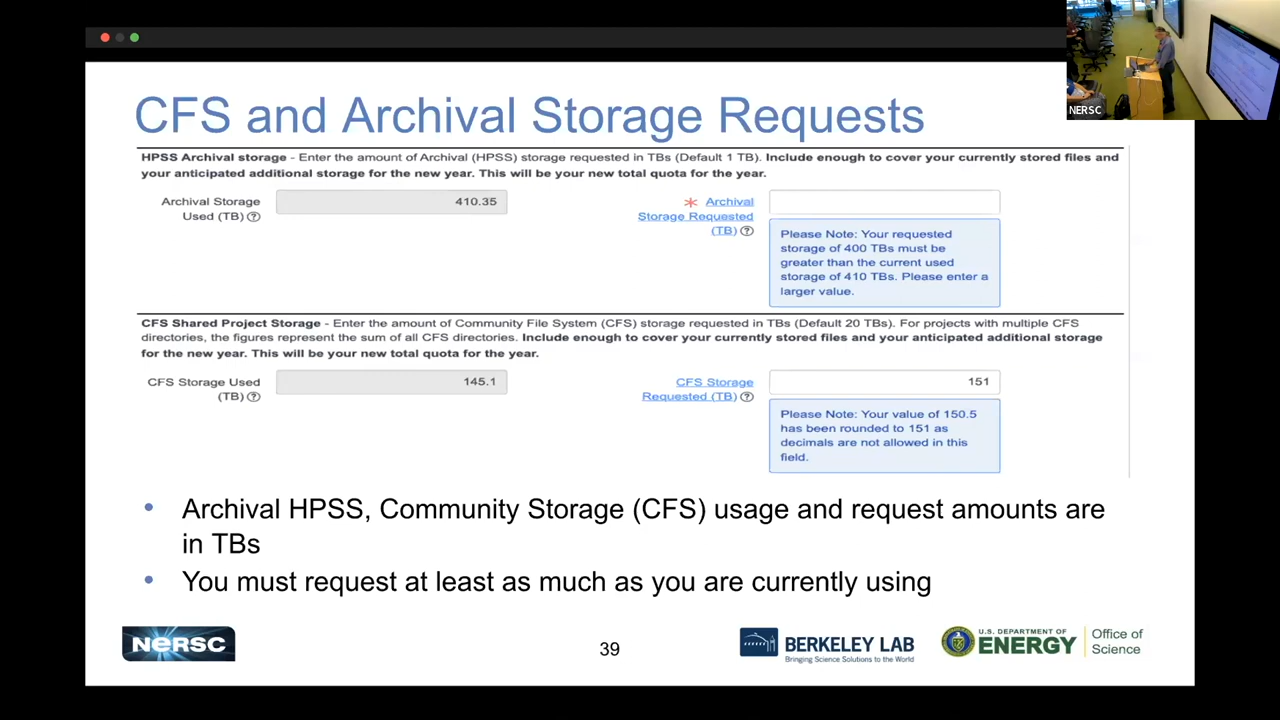 NERSC
CFS and Archival Storage Requests
HPSS Archival storage - Enter the amount of Archival (HPSS) storage requested in TBs (Default 1 TB). Include enough to cover your currently stored files and
your anticipated additional storage for the new year. This will be your new total quota for the year.
Archival Storage
Used (TB) ?
410.35
* Archival
Storage Requested
(TB) ?
Please Note: Your requested
storage of 400 TBs must be
greater than the current used
storage of 410 TBs. Please enter a
larger value.
CFS Shared Project Storage - Enter the amount of Community File System (CFS) storage requested in TBs (Default 20 TBs). For projects with multiple CFS
directories, the figures represent the sum of all CFS directories. Include enough to cover your currently stored files and your anticipated additional storage
for the new year. This will be your new total quota for the year.
CFS Storage Used
(TB) ?
145.1
CFS Storage
Requested (TB) ?
151
Please Note: Your value of 150.5
has been rounded to 151 as
decimals are not allowed in this
field.
• Archival HPSS, Community Storage (CFS) usage and request amounts are
in TBs
• You must request at least as much as you are currently using
NERSC
39
BERKELEY LAB
Bringing Science Solutions to the World
U.S. DEPARTMENT OF
ENERGY
Office of
Science